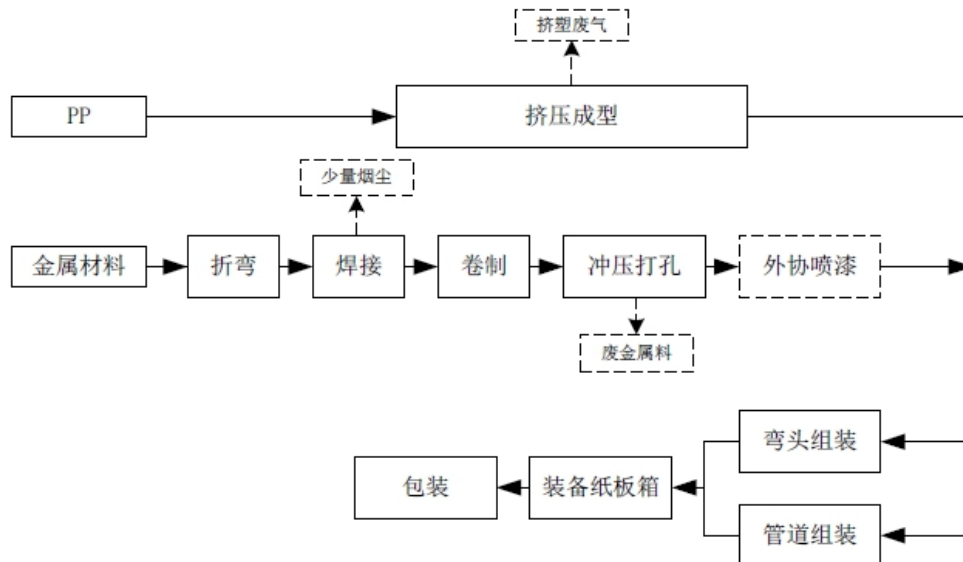 挤塑废气
PP
挤压成型
少量烟尘
金属材料
折弯
焊接
卷制
冲压打孔
外协喷漆
废金属料
弯头组装
包装
装备纸板箱
管道组装